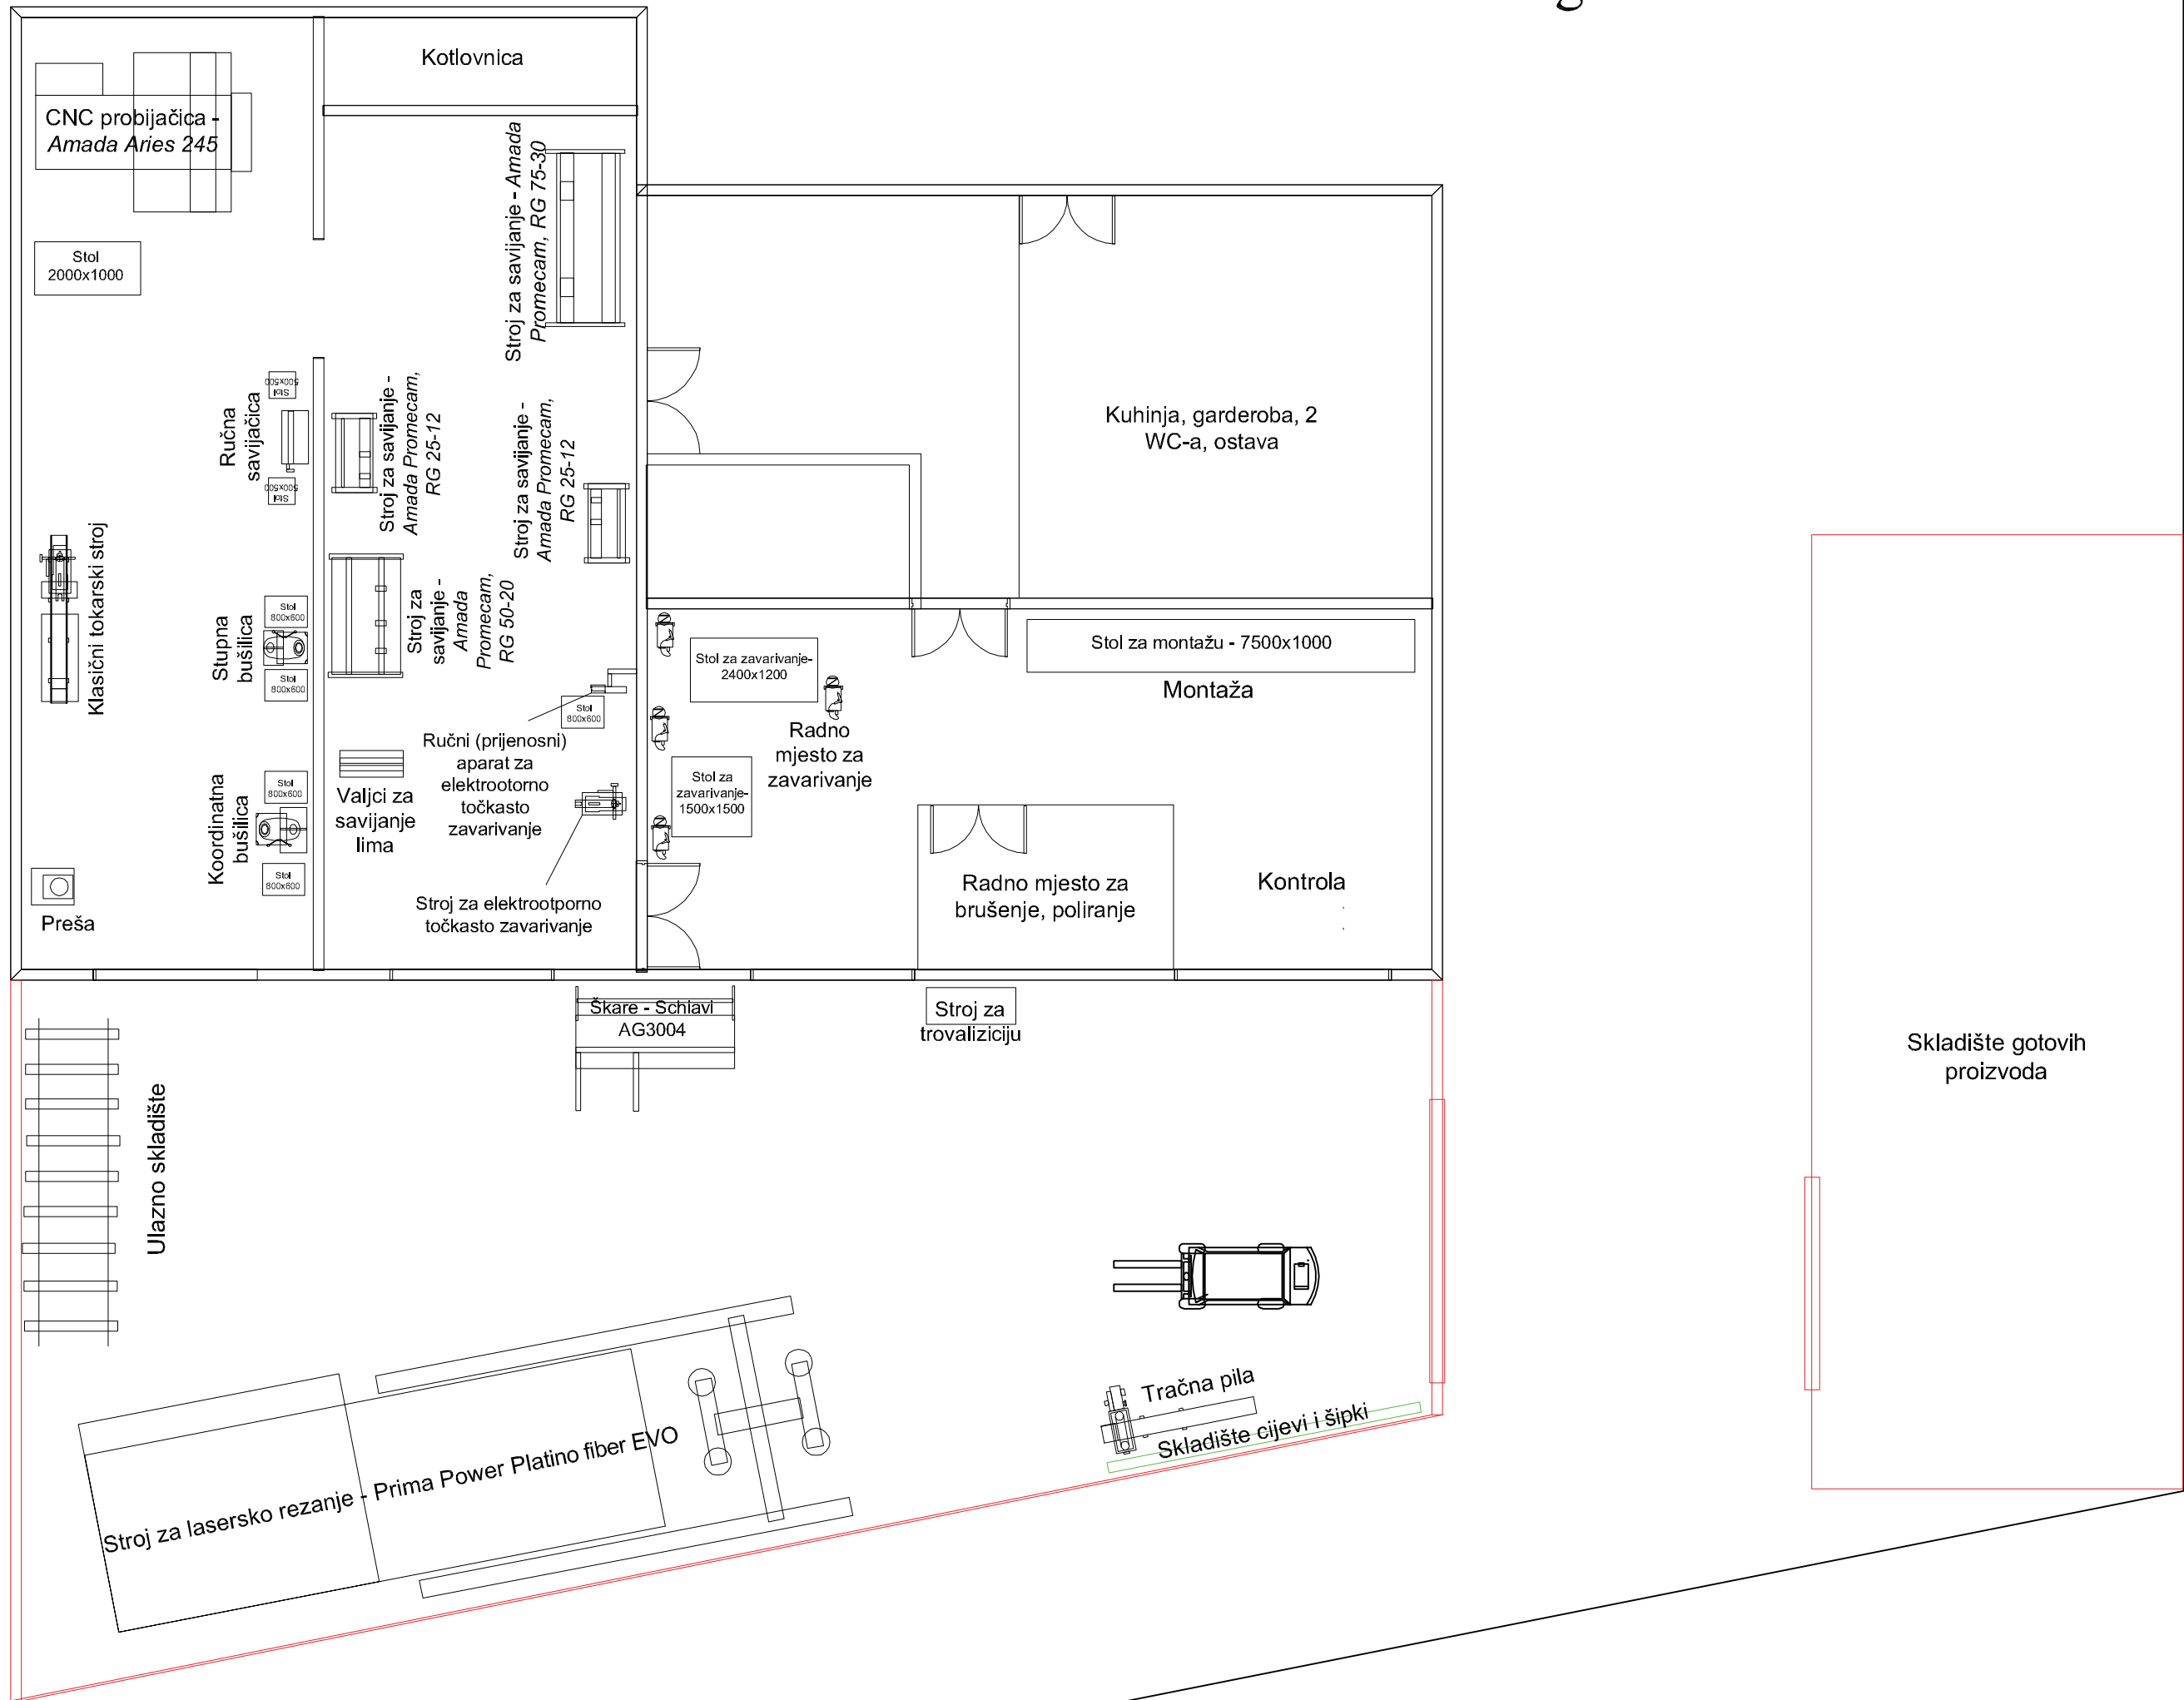 g
Kotlovnica
CNC probijačica -
Amada Aries 245
Stol
2000x1000
Stroj za savijanje - Amada
Promecam, RG 75-30
Stol
500x500
Ručna
savijačica
Stol
500x500
Stroj za savijanje -
Amada Promecam,
RG 25-12
Stroj za savijanje -
Amada Promecam,
RG 25-12
Kuhinja, garderoba, 2
WC-a, ostava
Klasični tokarski stroj
Stol
800x600
Stupna
bušilica
Stol
800x600
Stroj za
savijanje -
Amada
Promecam,
RG 50-20
Stol za zavarivanje-
2400x1200
Stol za montažu - 7500x1000
Montaža
Stol
800x600
Ručni (prijenosni)
aparat za
elektrootorno
točkasto
zavarivanje
Radno
mjesto za
zavarivanje
Stol za
zavarivanje-
1500x1500
Stol
800x600
Koordinatna
bušilica
Stol
800x600
Valjci za
savijanje
lima
Preša
Stroj za elektrootporno
točkasto zavarivanje
Radno mjesto za
brušenje, poliranje
Kontrola
Škare - Schiavi
AG3004
Stroj za
trovaliziciju
Skladište gotovih
proizvoda
Ulazno skladište
Tračna pila
Skladište cijevi i šipki
Stroj za lasersko rezanje - Prima Power Platino fiber EVO